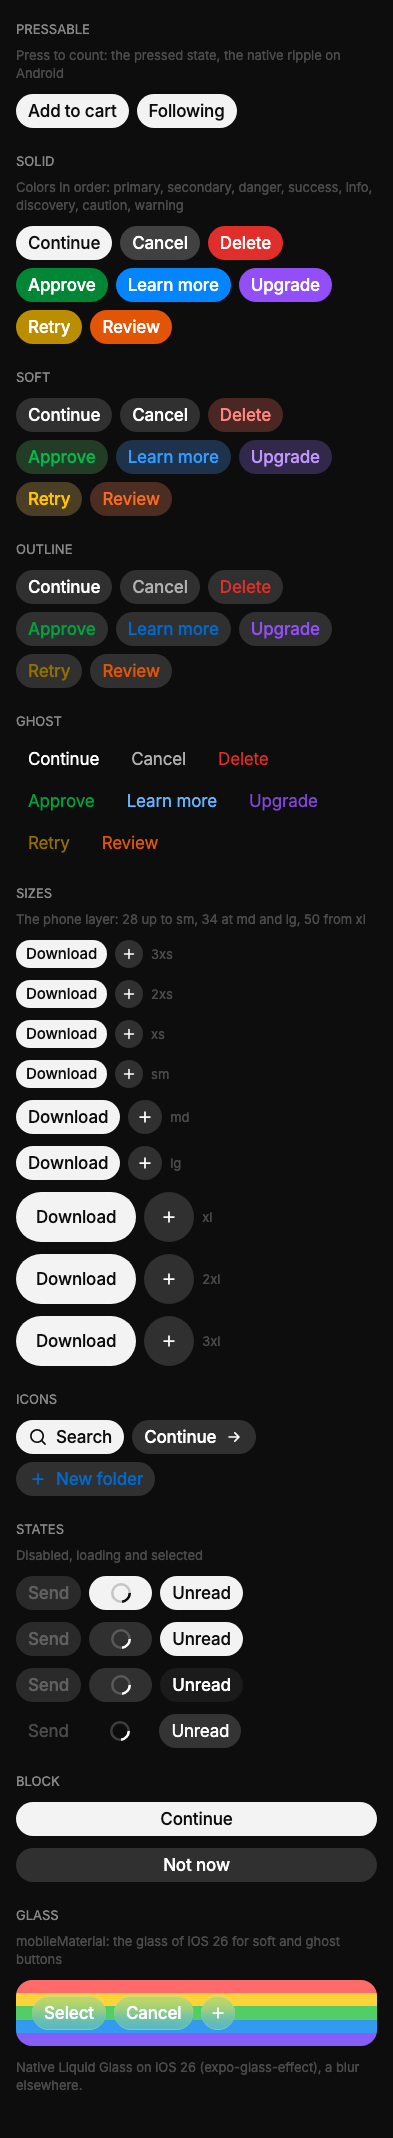 PRESSABLE
Press to count: the pressed state, the native ripple on
Android
Add to cart Following
SOLID
Colors in order: primary, secondary, danger, success, info,
discovery, caution, warning
Continue Cancel Delete
Approve Learn more Upgrade
Retry Review
SOFT
Continue Cancel Delete
Approve Learn more Upgrade
Retry Review
OUTLINE
Continue Cancel Delete
Approve Learn more Upgrade
Retry Review
GHOST
Continue Cancel Delete
Approve Learn more Upgrade
Retry Review
SIZES
The phone layer: 28 up to sm, 34 at md and lg, 50 from xl
Download + 3xs
Download + 2xs
Download + xs
Download + sm
Download + md
Download + lg
Download + xl
Download + 2xl
Download + 3xl
ICONS
Search Continue →
+ New folder
STATES
Disabled, loading and selected
Send Unread
Send Unread
Send Unread
Send Unread
BLOCK
Continue
Not now
GLASS
mobileMaterial: the glass of iOS 26 for soft and ghost
buttons
Select Cancel +
Native Liquid Glass on iOS 26 (expo-glass-effect), a blur
elsewhere.